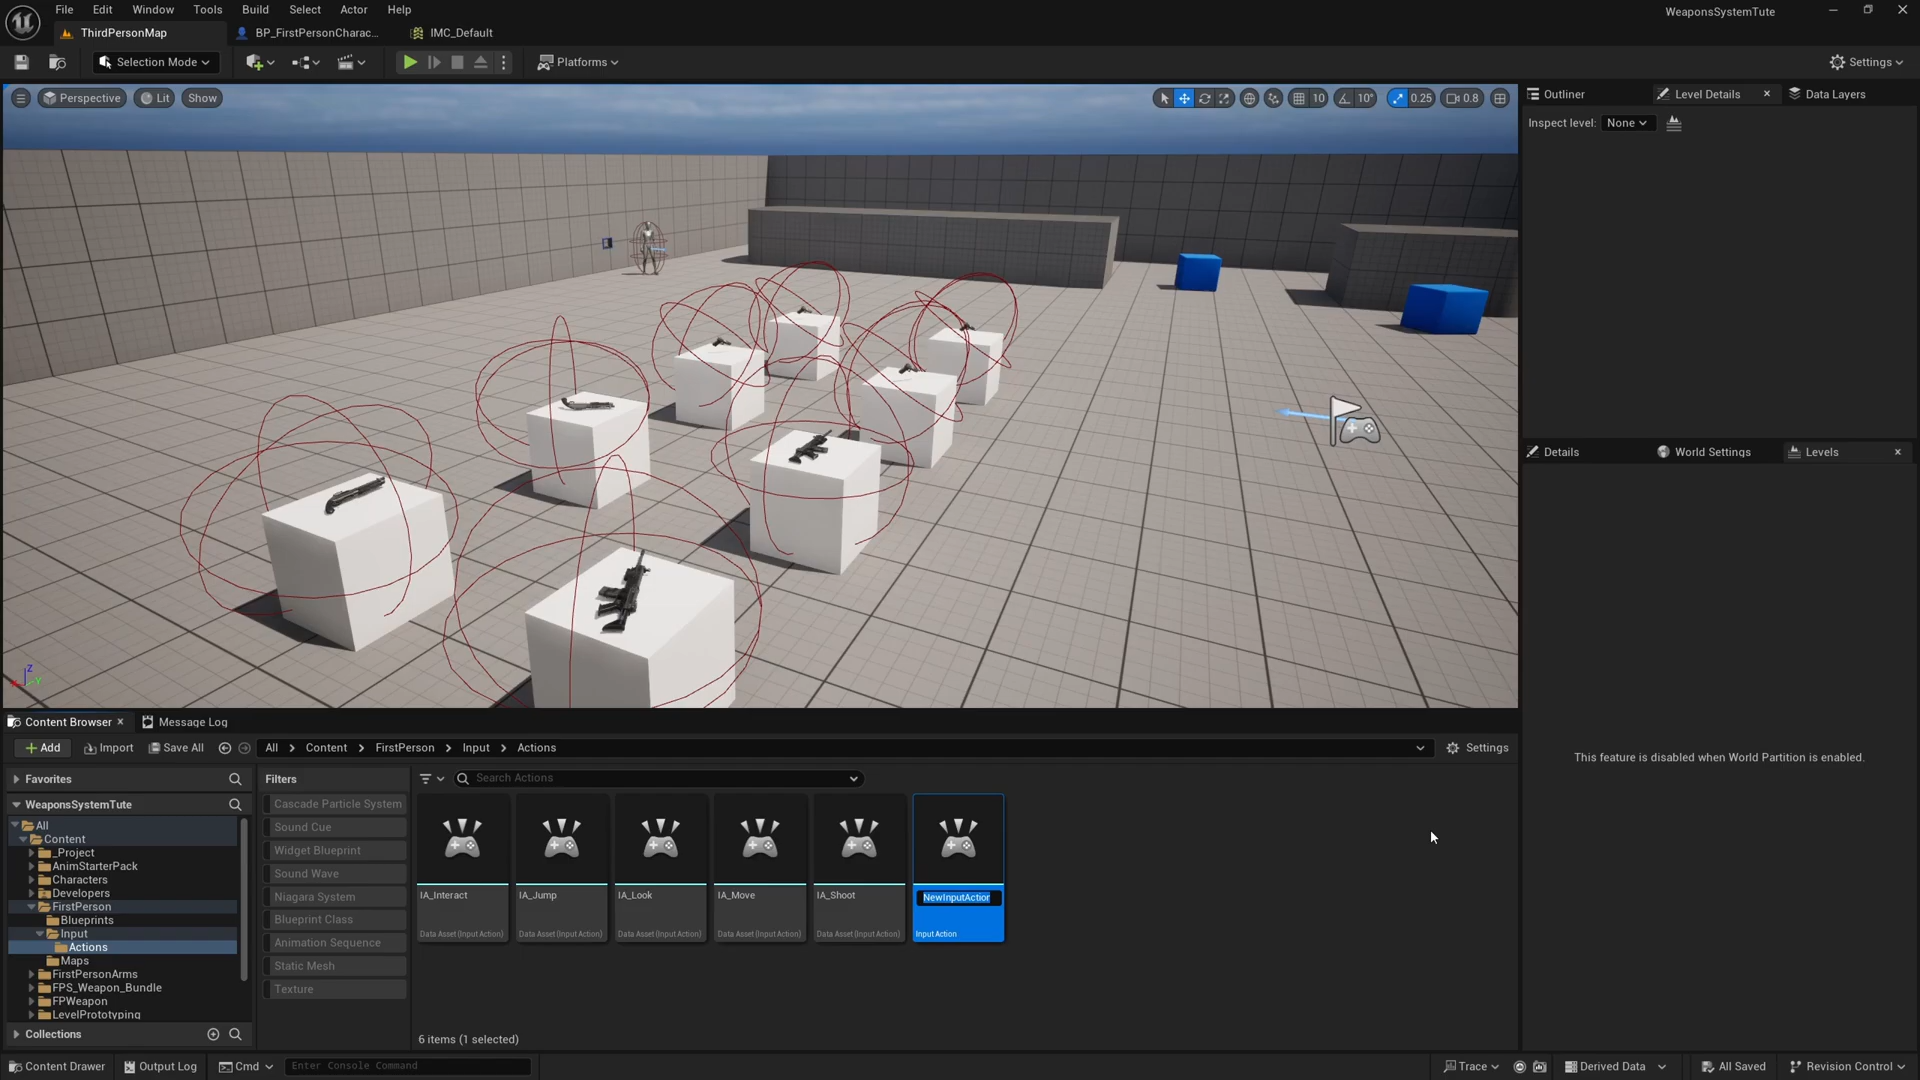 File Edit Window Tools Build Select Actor Help
WeaponsSystemTute
ThirdPersonMap BP_FirstPersonCharac... IMC_Default
Selection Mode Platforms Settings
Perspective Lit Show 10 10° 0.25 0.8
Outliner Level Details Data Layers
Inspect level: None
Details World Settings Levels
This feature is disabled when World Partition is enabled.
Content Browser Message Log
Add Import Save All All Content FirstPerson Input Actions Settings
Favorites
WeaponsSystemTute
All
Content
_Project
AnimStarterPack
Characters
Developers
FirstPerson
Blueprints
Input
Actions
Maps
FirstPersonArms
FPS_Weapon_Bundle
FPWeapon
LevelPrototyping
Collections
Filters
Cascade Particle System
Sound Cue
Widget Blueprint
Sound Wave
Niagara System
Blueprint Class
Animation Sequence
Static Mesh
Texture
Search Actions
IA_Interact IA_Jump IA_Look IA_Move IA_Shoot NewInputAction
Data Asset (Input Action) Data Asset (Input Action) Data Asset (Input Action) Data Asset (Input Action) Data Asset (Input Action) Input Action
6 items (1 selected)
Content Drawer Output Log Cmd Enter Console Command Trace Derived Data All Saved Revision Control